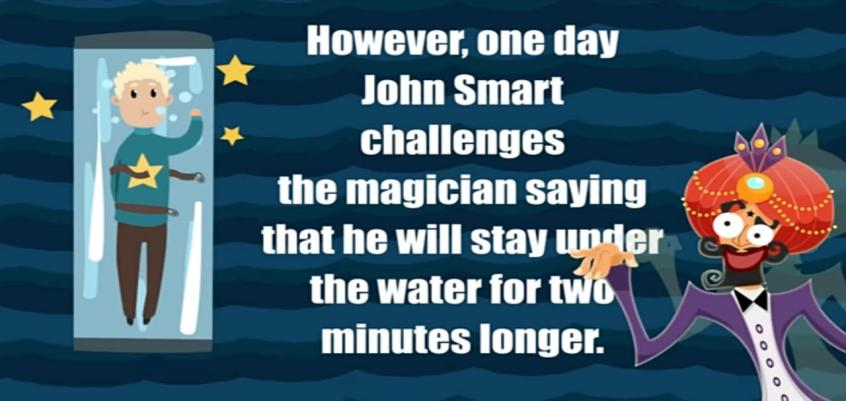 However, one day
John Smart
challenges
the magician saying
that he will stay under
the water for two
minutes longer.